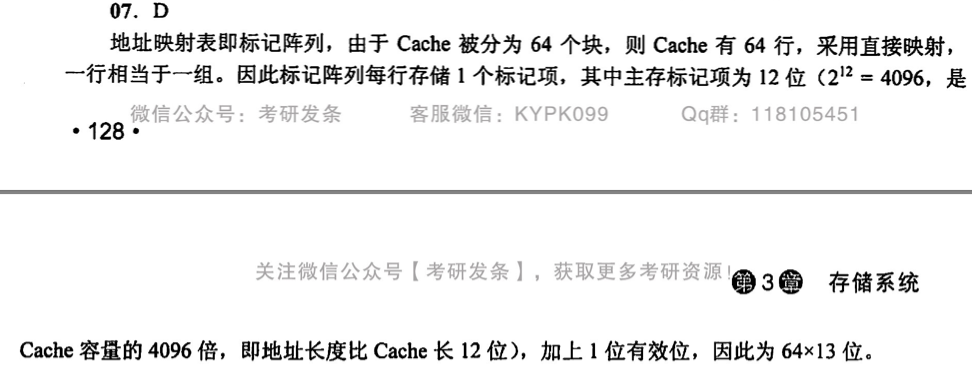 07．D
地址映射表即标记阵列，由于 Cache 被分为 64 个块，则 Cache 有 64 行，采用直接映射，
一行相当于一组。因此标记阵列每行存储 1 个标记项，其中主存标记项为 12 位（2¹² = 4096，是
微信公众号：考研发条 客服微信：KYPK099 Qq群：118105451
• 128 •
关注微信公众号【考研发条】，获取更多考研资源！
第 3 章 存储系统
Cache 容量的 4096 倍，即地址长度比 Cache 长 12 位），加上 1 位有效位，因此为 64×13 位。